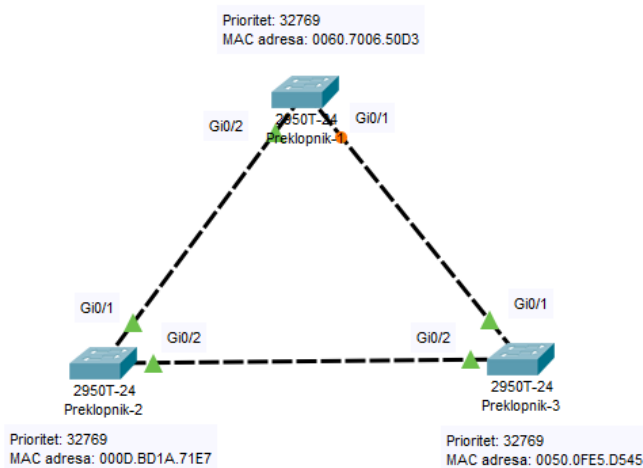 Prioritet: 32769
MAC adresa: 0060.7006.50D3
Gi0/2
2950T-24
Gi0/1
Preklopnik-1
Gi0/1
Gi0/2
2950T-24
Preklopnik-2
Gi0/1
Gi0/2
2950T-24
Preklopnik-3
Prioritet: 32769
MAC adresa: 000D.BD1A.71E7
Prioritet: 32769
MAC adresa: 0050.0FE5.D545